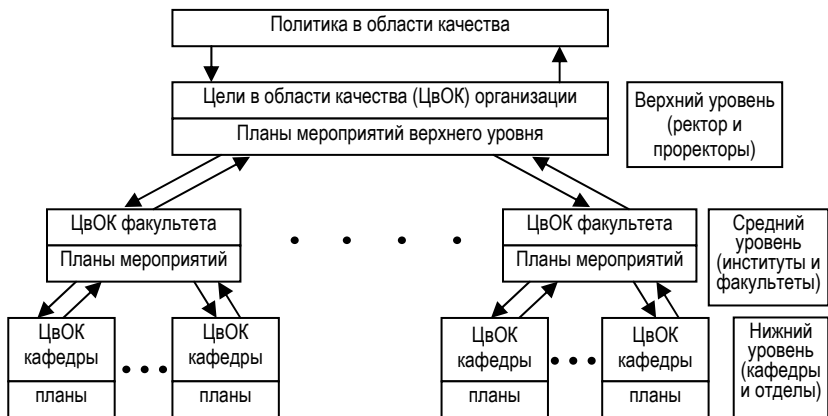 Политика в области качества
Цели в области качества (ЦвОК) организации
Планы мероприятий верхнего уровня
Верхний уровень
(ректор и
проректоры)
ЦвОК факультета
Планы мероприятий
ЦвОК факультета
Планы мероприятий
Средний
уровень
(институты и
факультеты)
ЦвОК
кафедры
планы
ЦвОК
кафедры
планы
ЦвОК
кафедры
планы
ЦвОК
кафедры
планы
Нижний
уровень
(кафедры
и отделы)